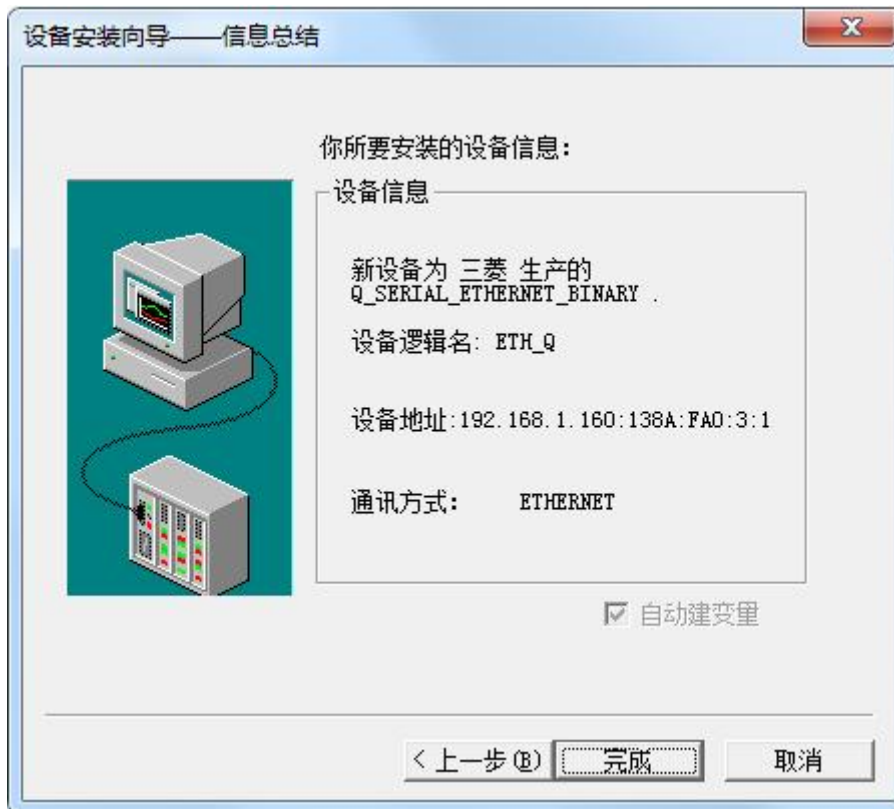 设备安装向导——信息总结
你所要安装的设备信息：
设备信息
新设备为 三菱 生产的
Q_SERIAL_ETHERNET_BINARY .
设备逻辑名: ETH_Q
设备地址:192.168.1.160:138A:FA0:3:1
通讯方式： ETHERNET
自动建变量
< 上一步(B) 完成 取消